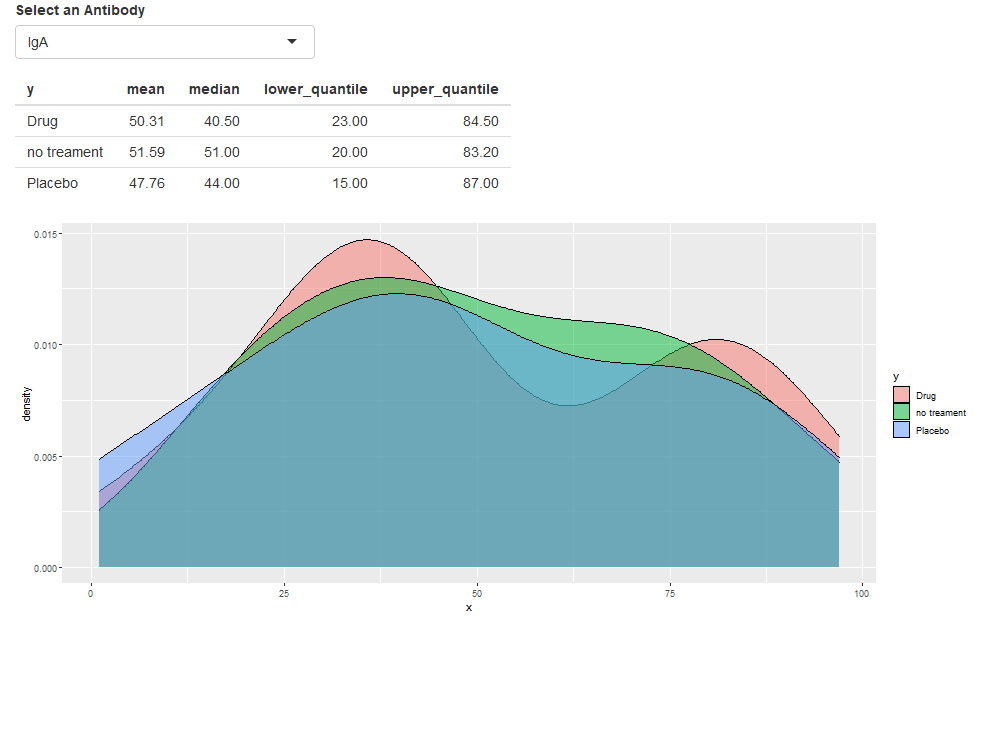 Select an Antibody
IgA
y mean median lower_quantile upper_quantile
Drug 50.31 40.50 23.00 84.50
no treament 51.59 51.00 20.00 83.20
Placebo 47.76 44.00 15.00 87.00
0.015
0.010
0.005
0.000
density
0 25 50 75 100
x
y
Drug
no treament
Placebo